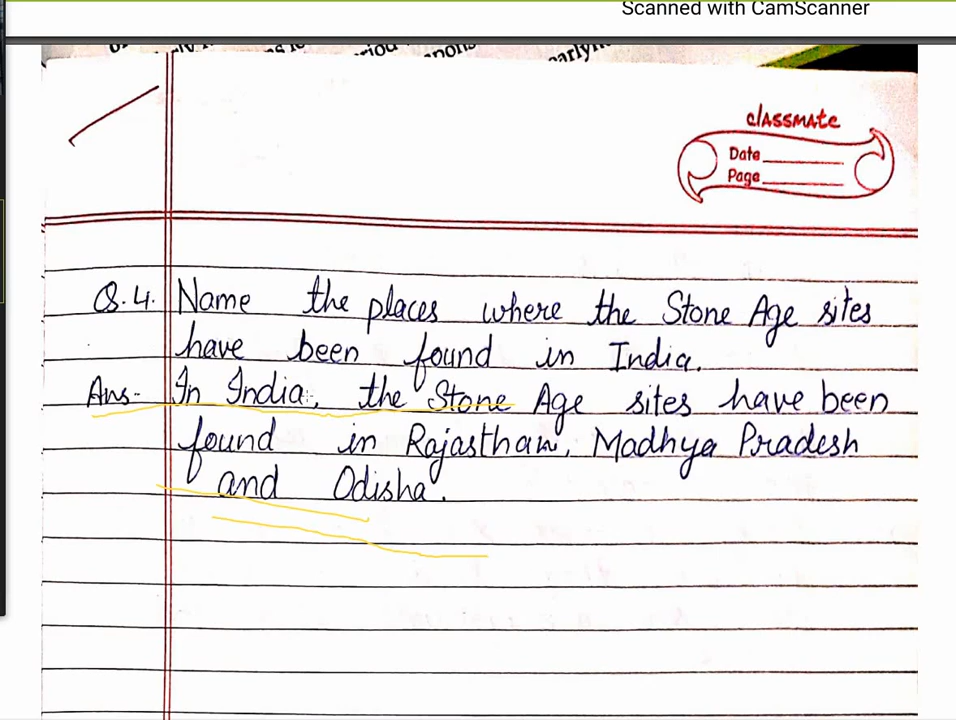 Scanned with CamScanner
classmate
Date
Page
Q.4. Name the places where the Stone Age sites
have been found in India.
Ans- In India, the Stone Age sites have been
found in Rajasthan, Madhya Pradesh
and Odisha.